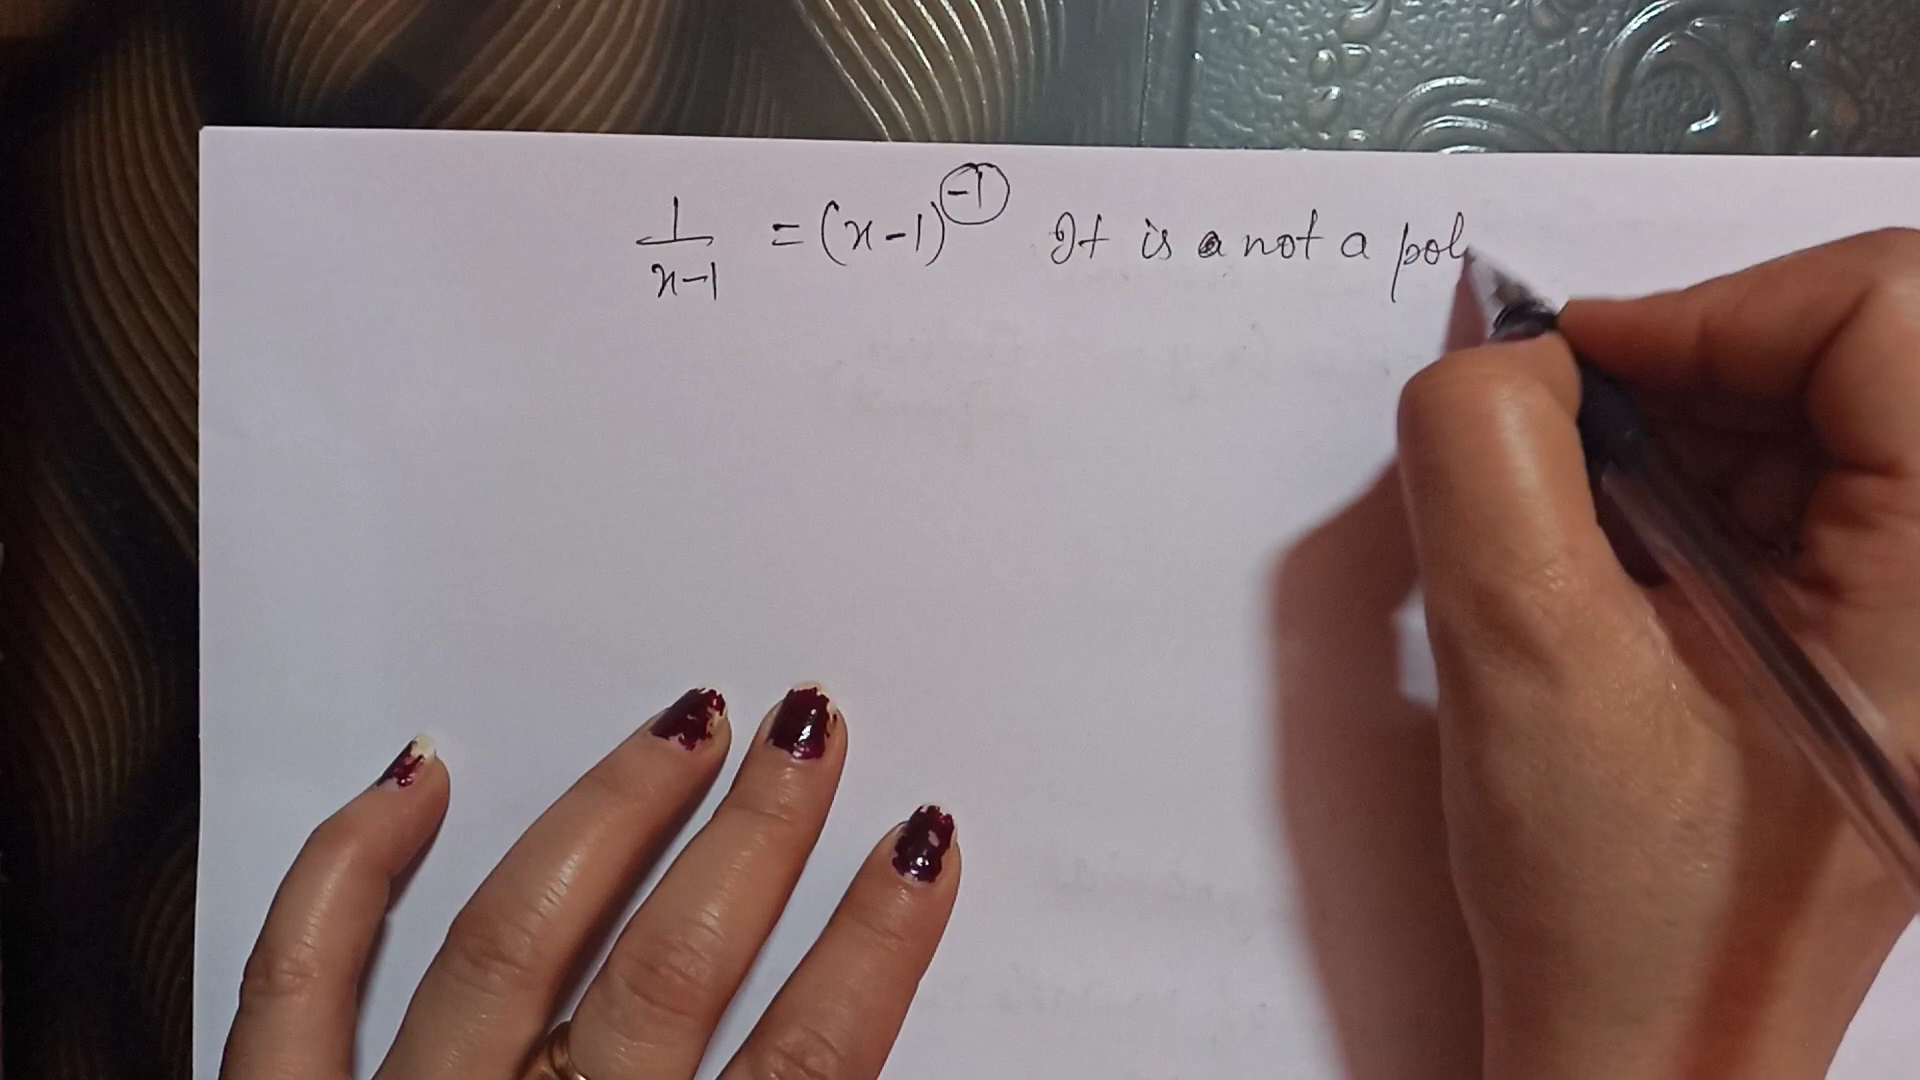 1/(x-1) = (x-1)^-1 It is a not a pol